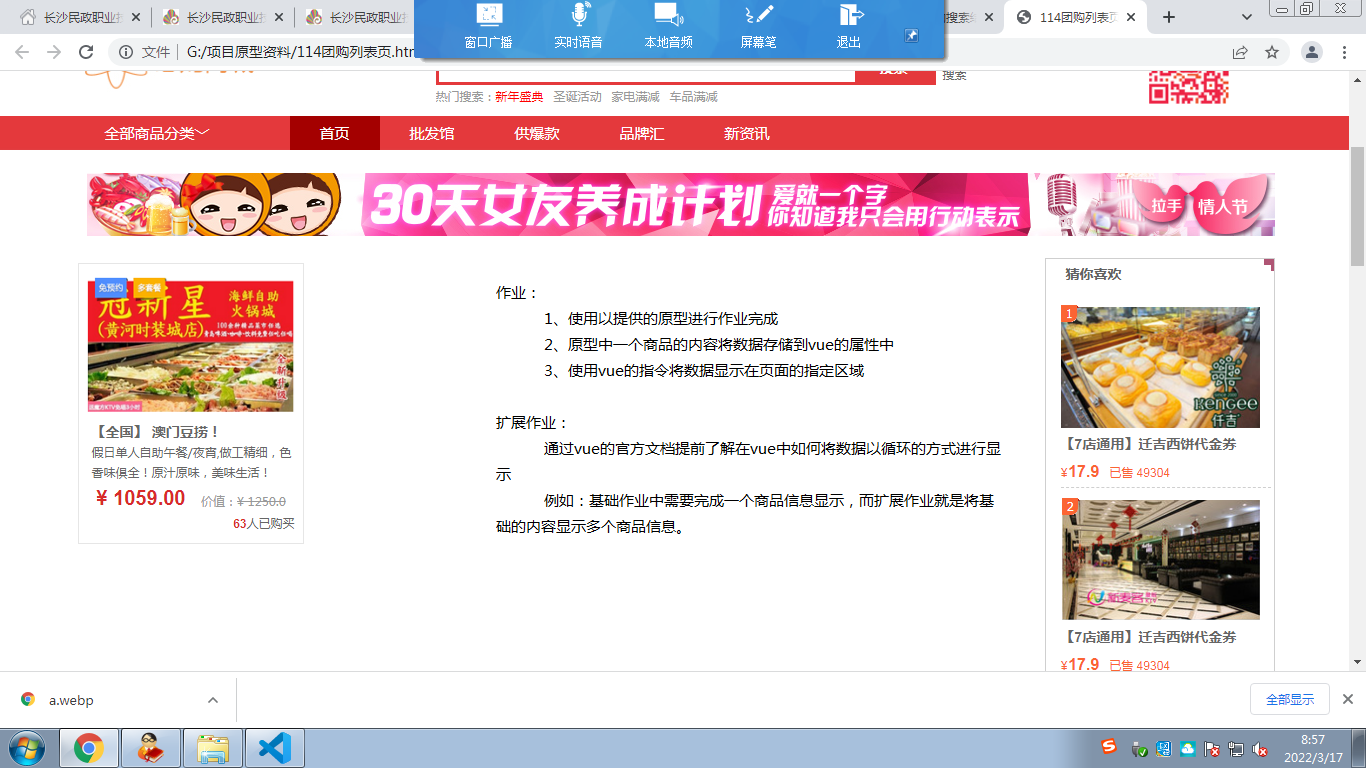 长沙民政职业技
长沙民政职业技
长沙民政职业
搜索结
114团购列表页
文件
G:/项目原型资料/114团购列表页.htm
窗口广播
实时语音
本地音频
屏幕笔
退出
搜索
热门搜索：新年盛典 圣诞活动 家电满减 车品满减
全部商品分类
首页
批发馆
供爆款
品牌汇
新资讯
30天女友养成计划
爱就一个字
你知道我只会用行动表示
拉手
情人节
免预约
多套餐
冠新星
海鲜自助
火锅城
(黄河时装城店)
全新升级
【全国】 澳门豆捞！
假日单人自助午餐/夜宵,做工精细，色
香味俱全！原汁原味，美味生活！
¥ 1059.00 价值：¥ 1250.0
63人已购买
作业：
1、使用以提供的原型进行作业完成
2、原型中一个商品的内容将数据存储到vue的属性中
3、使用vue的指令将数据显示在页面的指定区域
扩展作业：
通过vue的官方文档提前了解在vue中如何将数据以循环的方式进行显
示
例如：基础作业中需要完成一个商品信息显示，而扩展作业就是将基
础的内容显示多个商品信息。
猜你喜欢
1
KENGEE
仟吉
【7店通用】迁吉西饼代金券
¥17.9 已售 49304
2
【7店通用】迁吉西饼代金券
¥17.9 已售 49304
a.webp
全部显示
8:57
2022/3/17